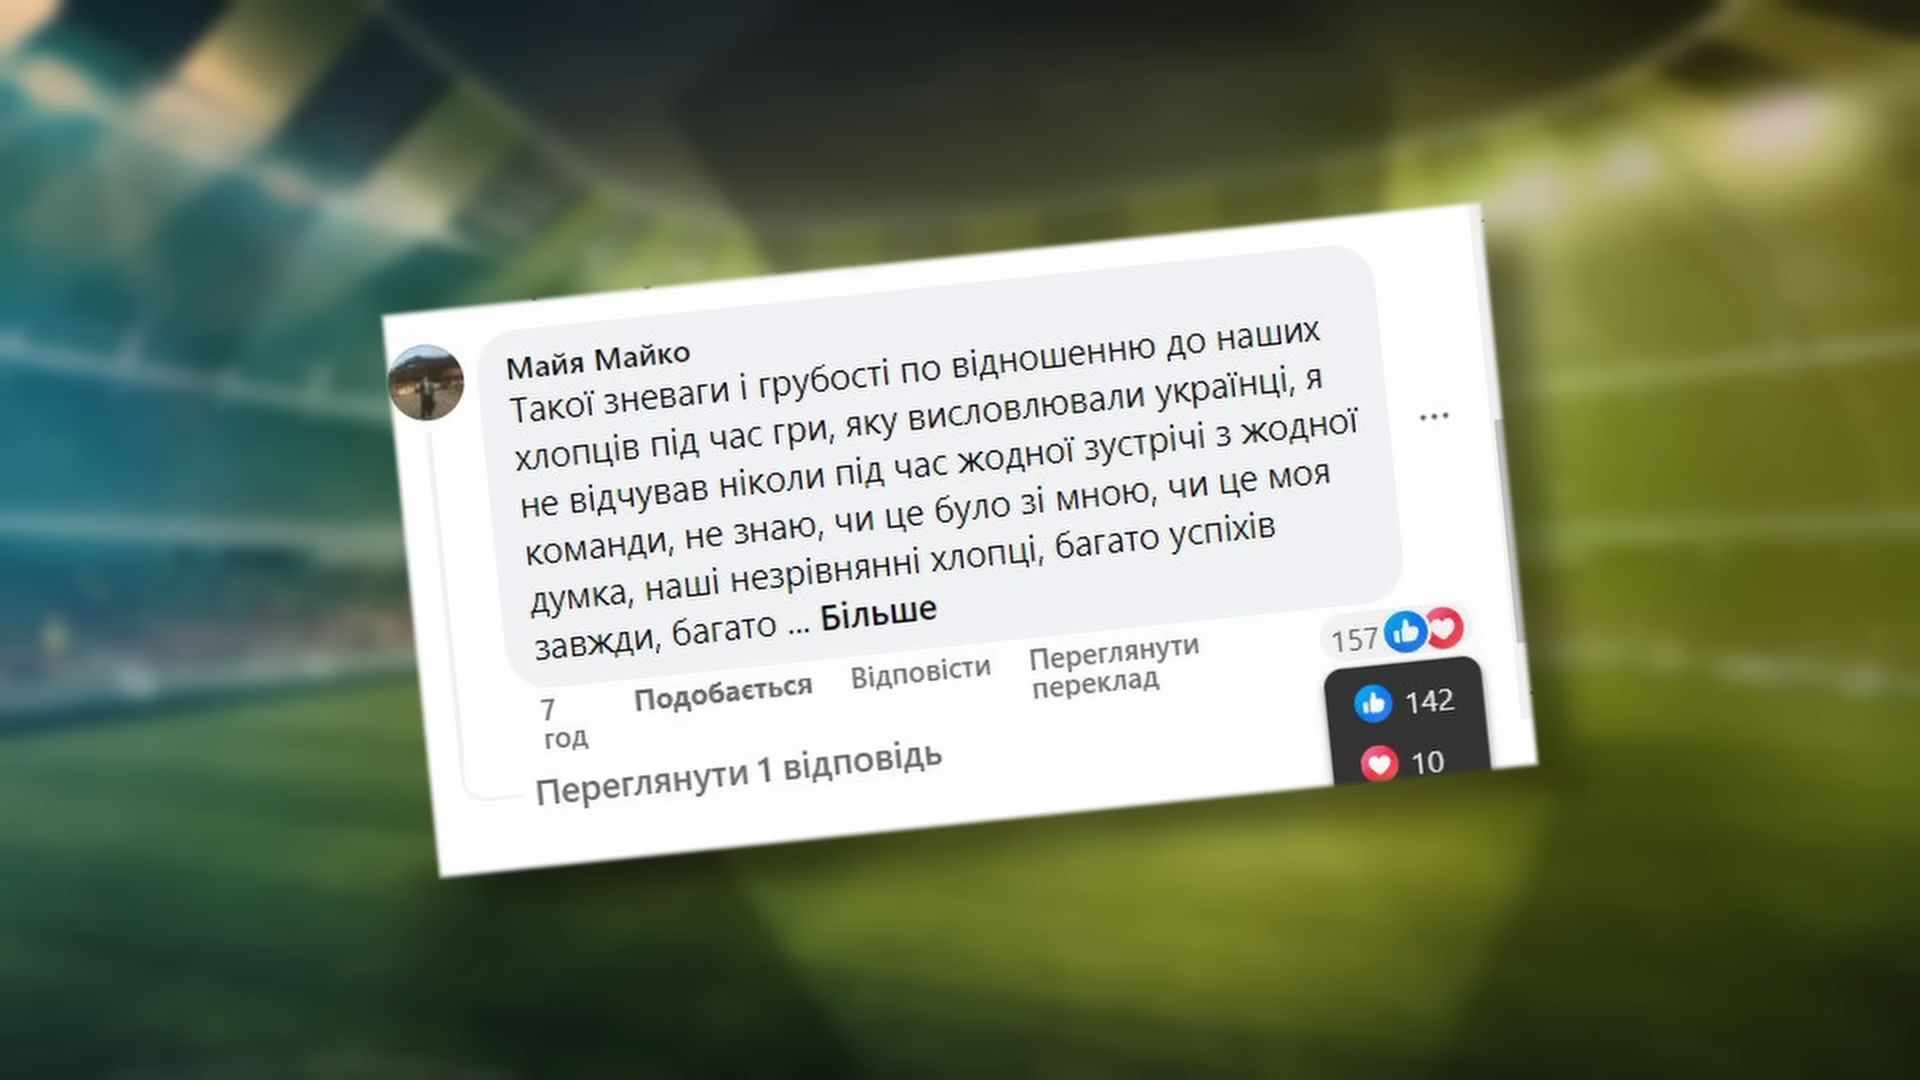 Майя Майко
Такої зневаги і грубості по відношенню до наших
хлопців під час гри, яку висловлювали українці, я
не відчував ніколи під час жодної зустрічі з жодної
команди, не знаю, чи це було зі мною, чи це моя
думка, наші незрівнянні хлопці, багато успіхів
завжди, багато ... Більше
7 год Подобається Відповісти Переглянути переклад
157
142
10
Переглянути 1 відповідь